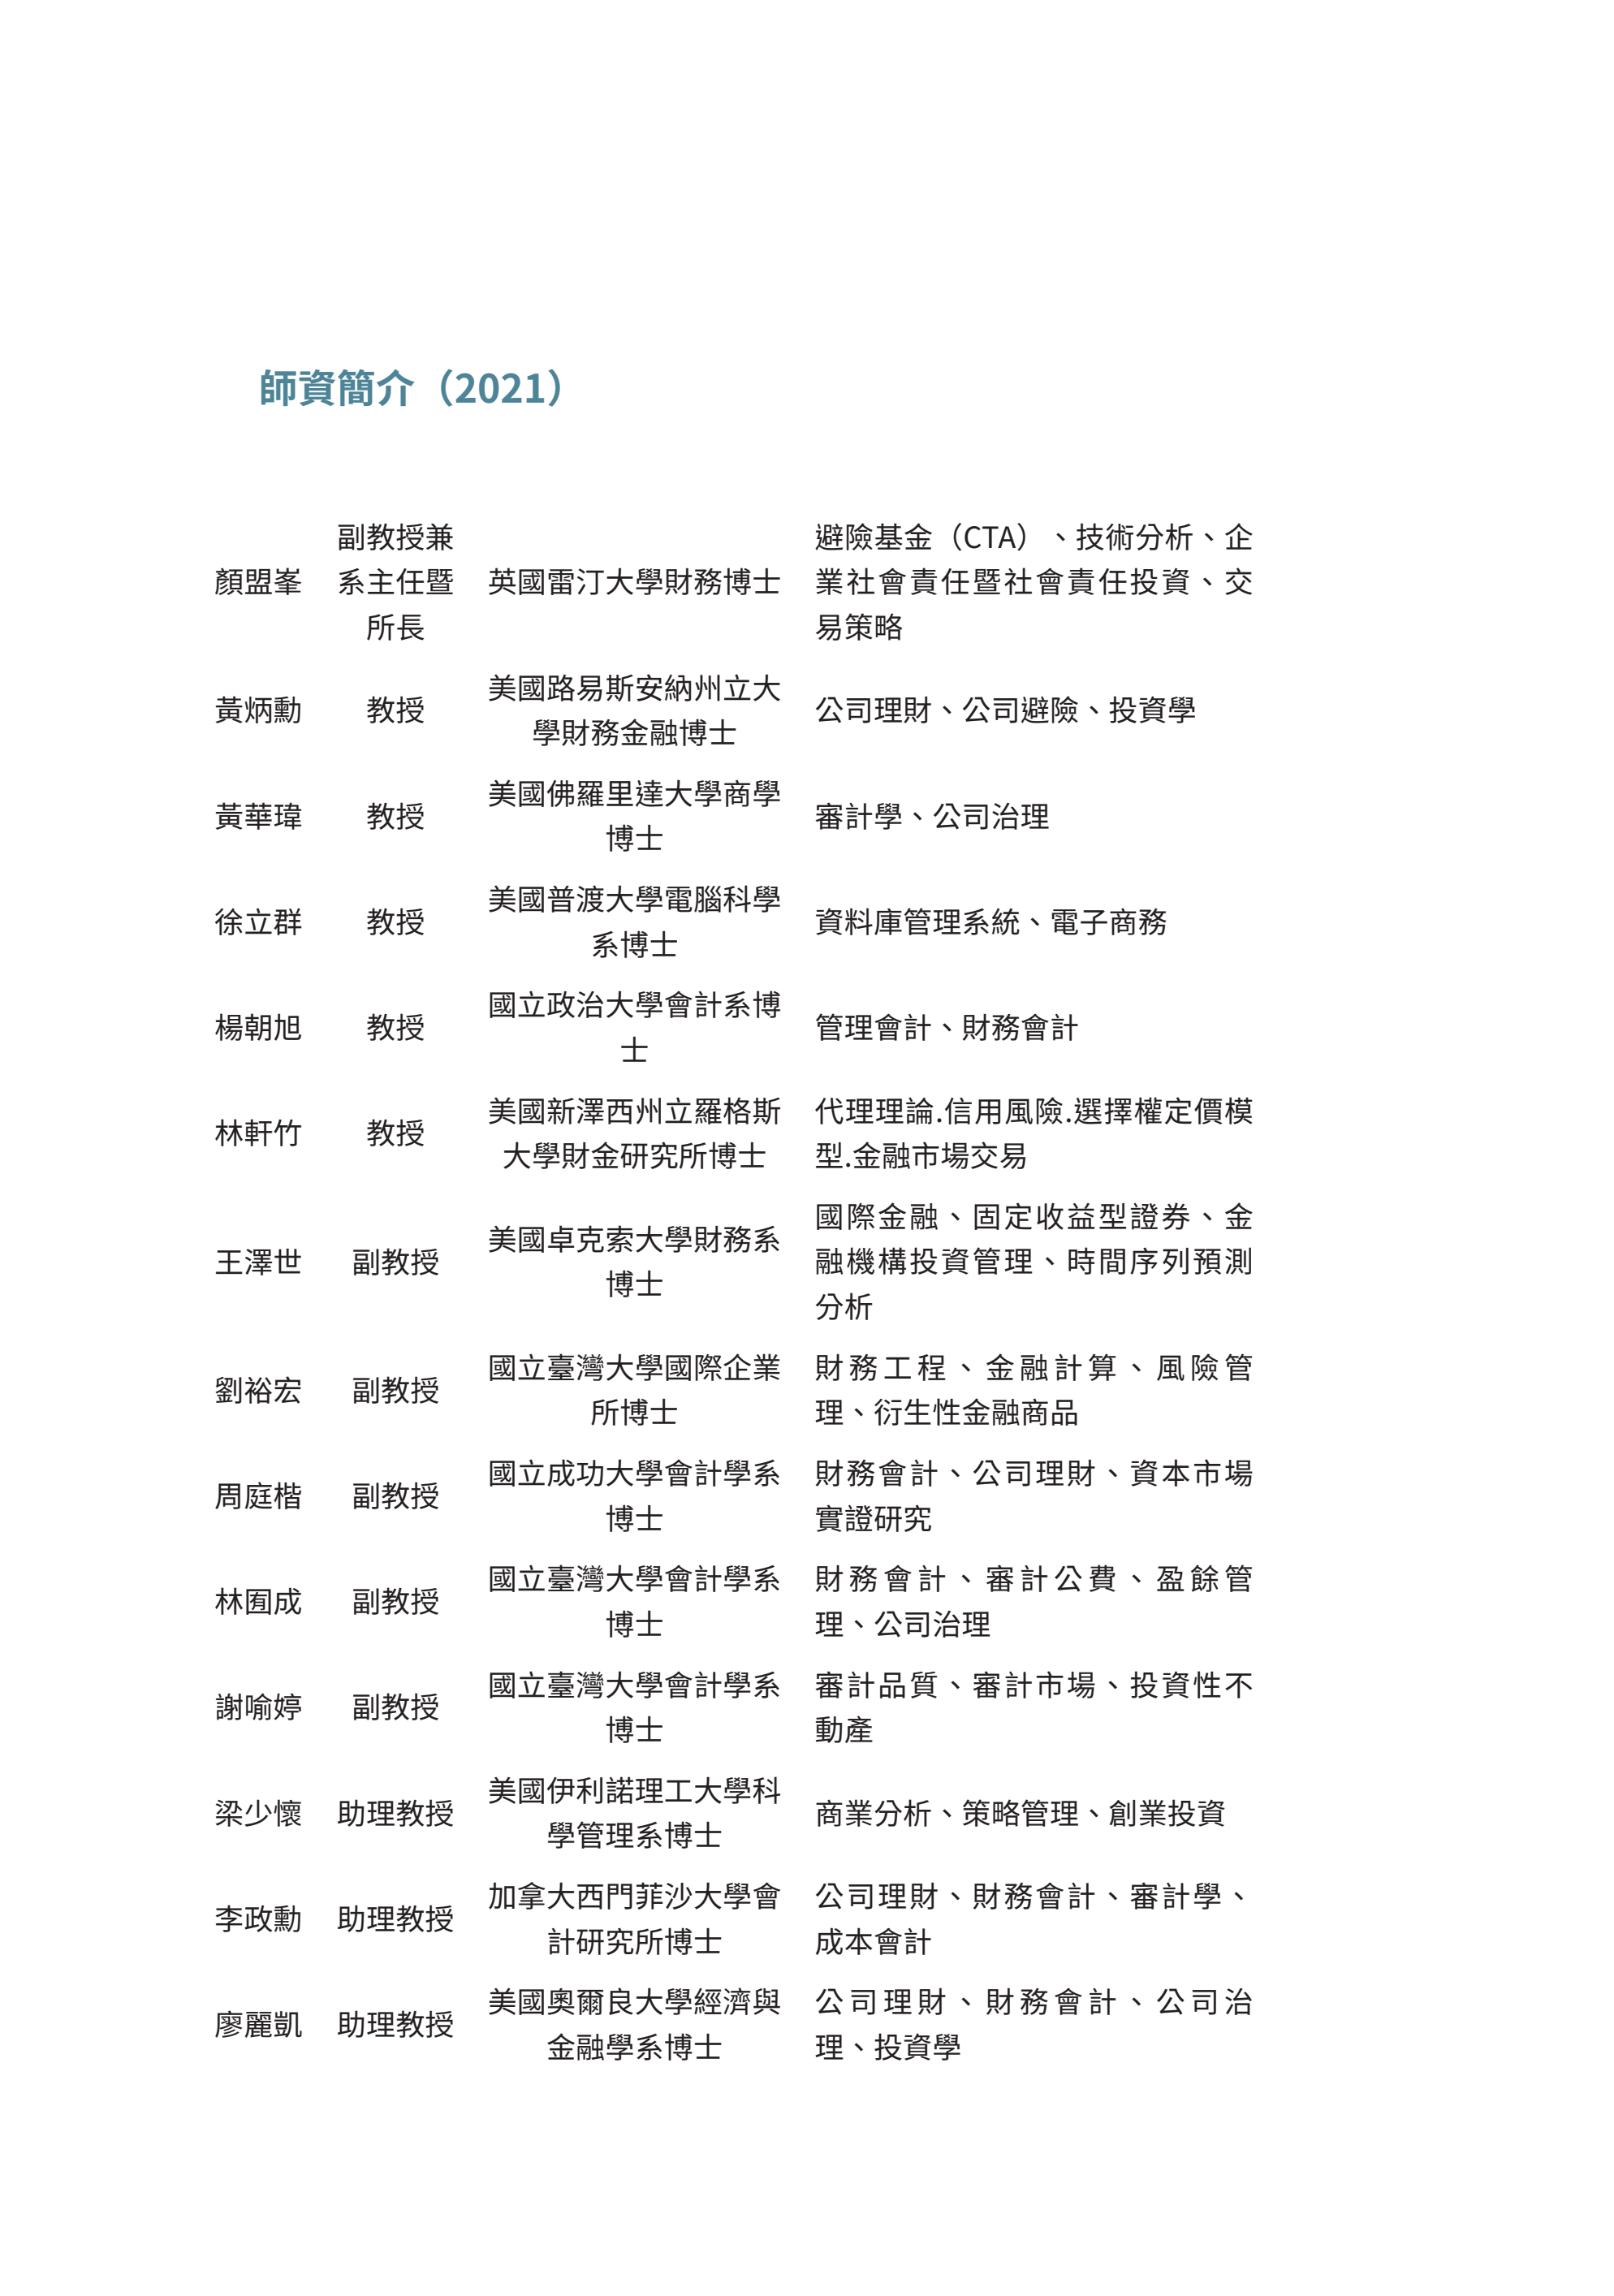 師資簡介（2021）
顏盟峯
副教授兼
系主任暨
所長
英國雷汀大學財務博士
避險基金（CTA）、技術分析、企
業社會責任暨社會責任投資、交
易策略
黃炳勳
教授
美國路易斯安納州立大
學財務金融博士
公司理財、公司避險、投資學
黃華瑋
教授
美國佛羅里達大學商學
博士
審計學、公司治理
徐立群
教授
美國普渡大學電腦科學
系博士
資料庫管理系統、電子商務
楊朝旭
教授
國立政治大學會計系博
士
管理會計、財務會計
林軒竹
教授
美國新澤西州立羅格斯
大學財金研究所博士
代理理論.信用風險.選擇權定價模
型.金融市場交易
王澤世
副教授
美國卓克索大學財務系
博士
國際金融、固定收益型證券、金
融機構投資管理、時間序列預測
分析
劉裕宏
副教授
國立臺灣大學國際企業
所博士
財務工程、金融計算、風險管
理、衍生性金融商品
周庭楷
副教授
國立成功大學會計學系
博士
財務會計、公司理財、資本市場
實證研究
林囿成
副教授
國立臺灣大學會計學系
博士
財務會計、審計公費、盈餘管
理、公司治理
謝喻婷
副教授
國立臺灣大學會計學系
博士
審計品質、審計市場、投資性不
動產
梁少懷
助理教授
美國伊利諾理工大學科
學管理系博士
商業分析、策略管理、創業投資
李政勳
助理教授
加拿大西門菲沙大學會
計研究所博士
公司理財、財務會計、審計學、
成本會計
廖麗凱
助理教授
美國奧爾良大學經濟與
金融學系博士
公司理財、財務會計、公司治
理、投資學